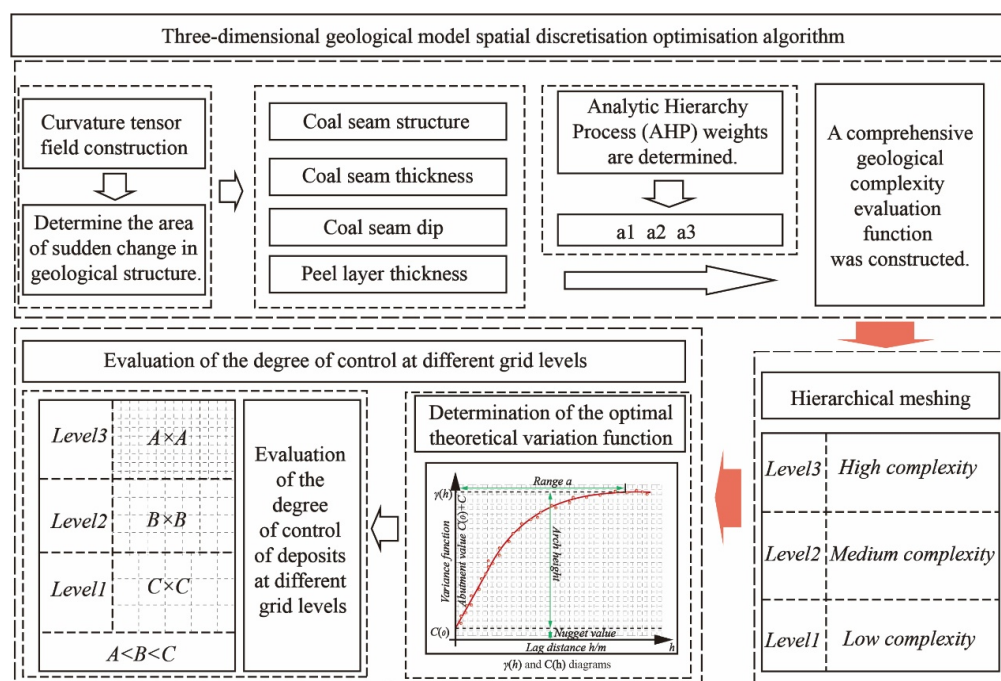 Three-dimensional geological model spatial discretisation optimisation algorithm
Curvature tensor
field construction
Determine the area
of sudden change in
geological structure.
Coal seam structure
Coal seam thickness
Coal seam dip
Peel layer thickness
Analytic Hierarchy
Process (AHP) weights
are determined.
a1 a2 a3
A comprehensive
geological
complexity
evaluation
function
was constructed.
Hierarchical meshing
Level3 High complexity
Level2 Medium complexity
Level1 Low complexity
Evaluation of the degree of control at different grid levels
Determination of the optimal
theoretical variation function
γ(h)
Range a
Variance function
Abutment value C(0)+C
Arch height
C(0)
Nugget value
Lag distance h/m
h
γ(h) and C(h) diagrams
Evaluation
of the
degree
of control
of deposits
at different
grid levels
Level3 A×A
Level2 B×B
Level1 C×C
A<B<C